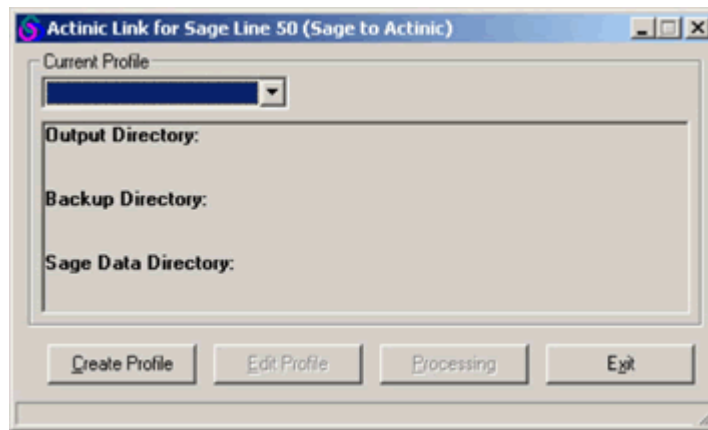 Actinic Link for Sage Line 50 (Sage to Actinic)
Current Profile
Output Directory:
Backup Directory:
Sage Data Directory:
Create Profile Edit Profile Processing Exit